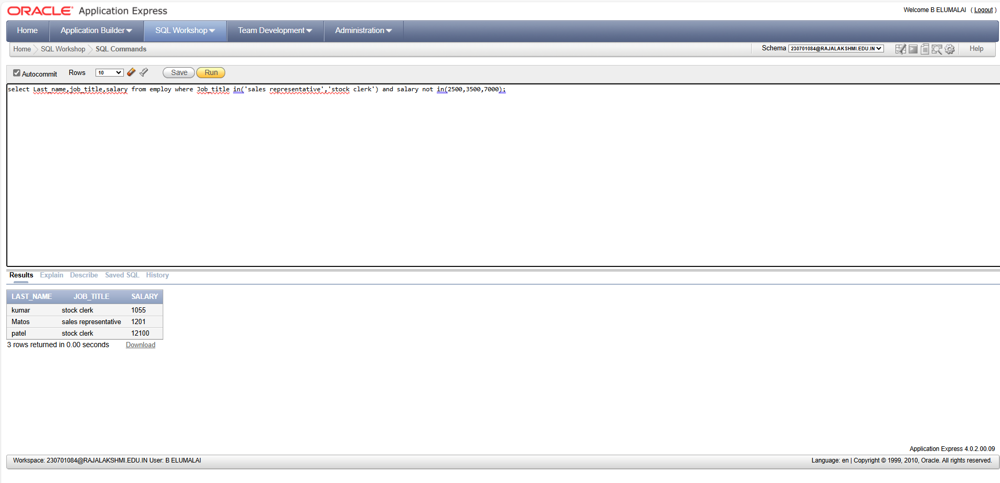 ORACLE Application Express
Welcome B ELUMALAI ( Logout )
Home Application Builder SQL Workshop Team Development Administration
Home SQL Workshop SQL Commands Schema 230701084@RAJALAKSHMI.EDU.IN Help
Autocommit Rows 10 Save Run
select Last_name,job_title,salary from employ where Job_title in('sales representative','stock clerk') and salary not in(2500,3500,7000);
Results Explain Describe Saved SQL History
LAST_NAME JOB_TITLE SALARY
kumar stock clerk 1055
Matos sales representative 1201
patel stock clerk 12100
3 rows returned in 0.00 seconds Download
Application Express 4.0.2.00.09
Workspace: 230701084@RAJALAKSHMI.EDU.IN User: B ELUMALAI
Language: en | Copyright © 1999, 2010, Oracle. All rights reserved.